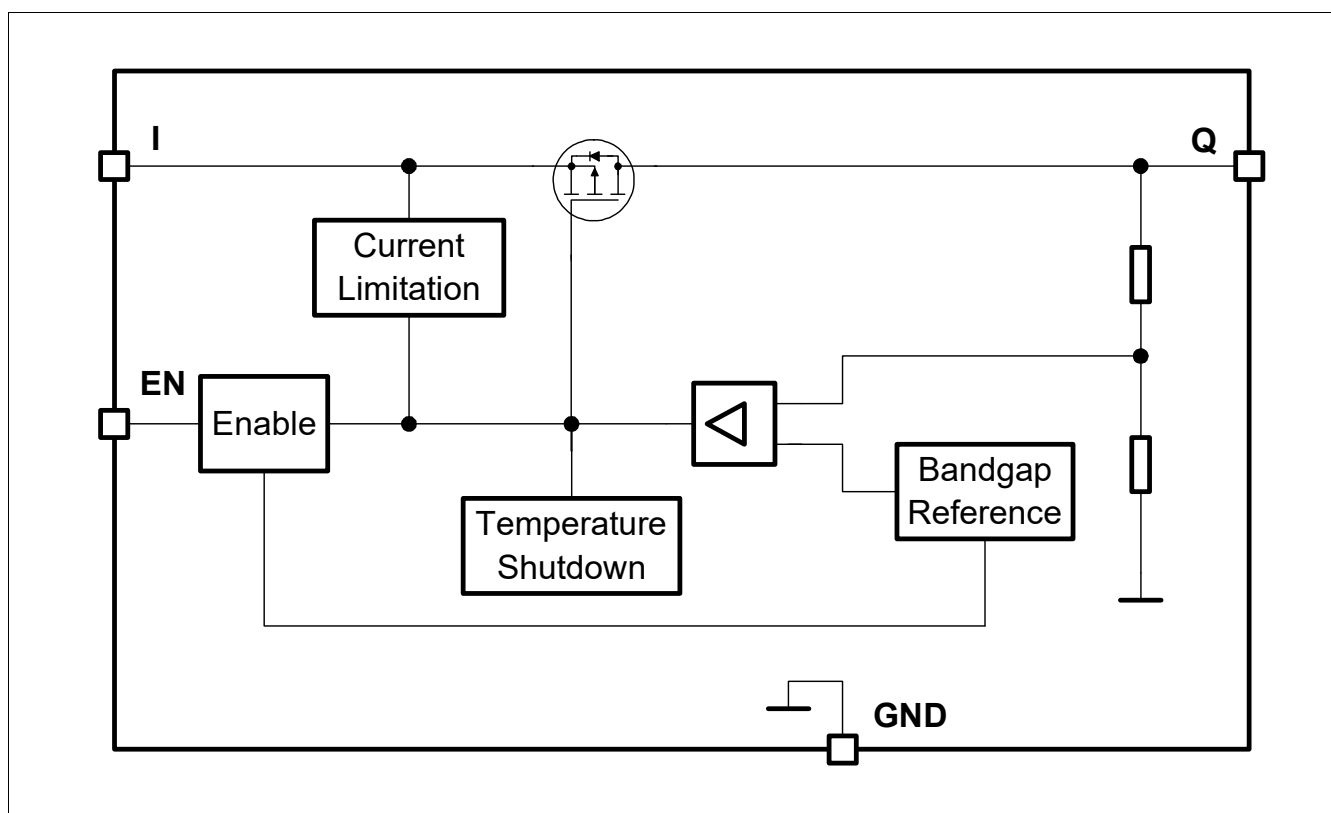 I
Q
Current
Limitation
EN
Enable
Bandgap
Reference
Temperature
Shutdown
GND